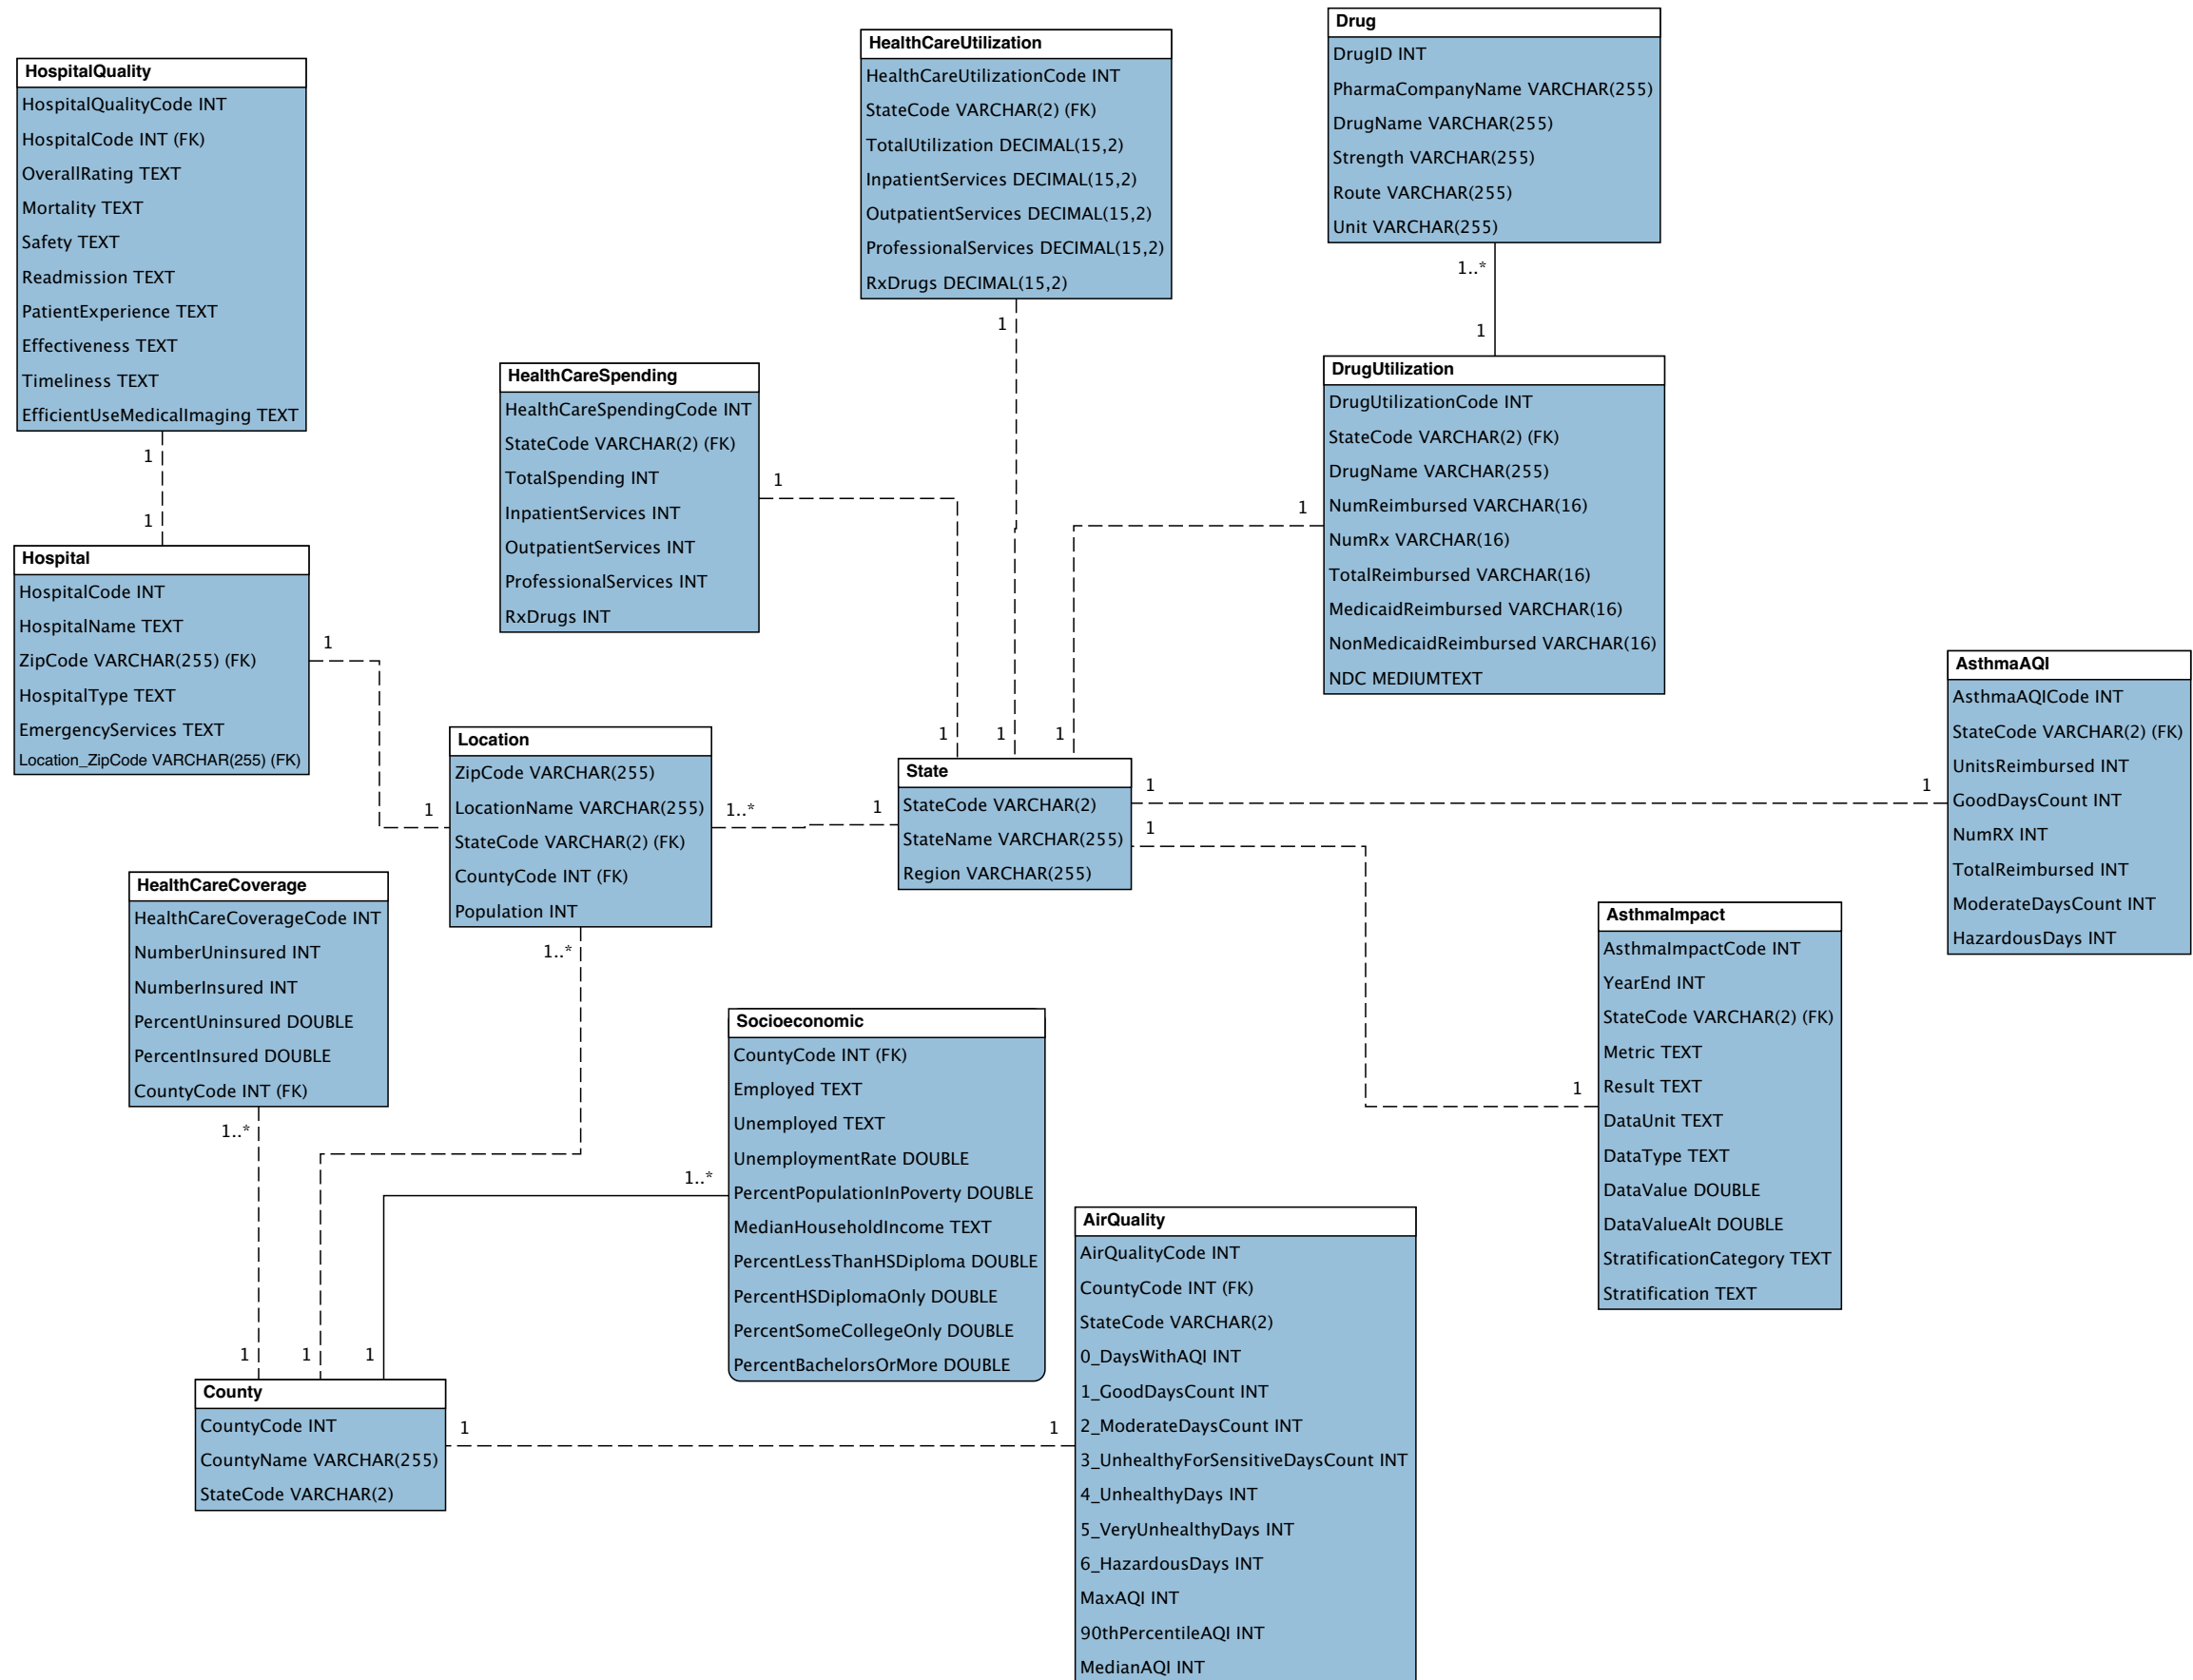 HospitalQuality
HospitalQualityCode INT
HospitalCode INT (FK)
OverallRating TEXT
Mortality TEXT
Safety TEXT
Readmission TEXT
PatientExperience TEXT
Effectiveness TEXT
Timeliness TEXT
EfficientUseMedicalImaging TEXT
1
1
Hospital
HospitalCode INT
HospitalName TEXT
ZipCode VARCHAR(255) (FK)
HospitalType TEXT
EmergencyServices TEXT
Location_ZipCode VARCHAR(255) (FK)
1
1
HealthCareUtilization
HealthCareUtilizationCode INT
StateCode VARCHAR(2) (FK)
TotalUtilization DECIMAL(15,2)
InpatientServices DECIMAL(15,2)
OutpatientServices DECIMAL(15,2)
ProfessionalServices DECIMAL(15,2)
RxDrugs DECIMAL(15,2)
1
1
Drug
DrugID INT
PharmaCompanyName VARCHAR(255)
DrugName VARCHAR(255)
Strength VARCHAR(255)
Route VARCHAR(255)
Unit VARCHAR(255)
1..*
1
DrugUtilization
DrugUtilizationCode INT
StateCode VARCHAR(2) (FK)
DrugName VARCHAR(255)
NumReimbursed VARCHAR(16)
NumRx VARCHAR(16)
TotalReimbursed VARCHAR(16)
MedicaidReimbursed VARCHAR(16)
NonMedicaidReimbursed VARCHAR(16)
NDC MEDIUMTEXT
1
1
HealthCareSpending
HealthCareSpendingCode INT
StateCode VARCHAR(2) (FK)
TotalSpending INT
InpatientServices INT
OutpatientServices INT
ProfessionalServices INT
RxDrugs INT
1
1
Location
ZipCode VARCHAR(255)
LocationName VARCHAR(255)
StateCode VARCHAR(2) (FK)
CountyCode INT (FK)
Population INT
1..*
1
1..*
1
State
StateCode VARCHAR(2)
StateName VARCHAR(255)
Region VARCHAR(255)
1
1
1
1
AsthmaAQI
AsthmaAQICode INT
StateCode VARCHAR(2) (FK)
UnitsReimbursed INT
GoodDaysCount INT
NumRX INT
TotalReimbursed INT
ModerateDaysCount INT
HazardousDays INT
AsthmaImpact
AsthmaImpactCode INT
YearEnd INT
StateCode VARCHAR(2) (FK)
Metric TEXT
Result TEXT
DataUnit TEXT
DataType TEXT
DataValue DOUBLE
DataValueAlt DOUBLE
StratificationCategory TEXT
Stratification TEXT
HealthCareCoverage
HealthCareCoverageCode INT
NumberUninsured INT
NumberInsured INT
PercentUninsured DOUBLE
PercentInsured DOUBLE
CountyCode INT (FK)
1..*
1
Socioeconomic
CountyCode INT (FK)
Employed TEXT
Unemployed TEXT
UnemploymentRate DOUBLE
PercentPopulationInPoverty DOUBLE
MedianHouseholdIncome TEXT
PercentLessThanHSDiploma DOUBLE
PercentHSDiplomaOnly DOUBLE
PercentSomeCollegeOnly DOUBLE
PercentBachelorsOrMore DOUBLE
1..*
1
County
CountyCode INT
CountyName VARCHAR(255)
StateCode VARCHAR(2)
1
1
AirQuality
AirQualityCode INT
CountyCode INT (FK)
StateCode VARCHAR(2)
0_DaysWithAQI INT
1_GoodDaysCount INT
2_ModerateDaysCount INT
3_UnhealthyForSensitiveDaysCount INT
4_UnhealthyDays INT
5_VeryUnhealthyDays INT
6_HazardousDays INT
MaxAQI INT
90thPercentileAQI INT
MedianAQI INT